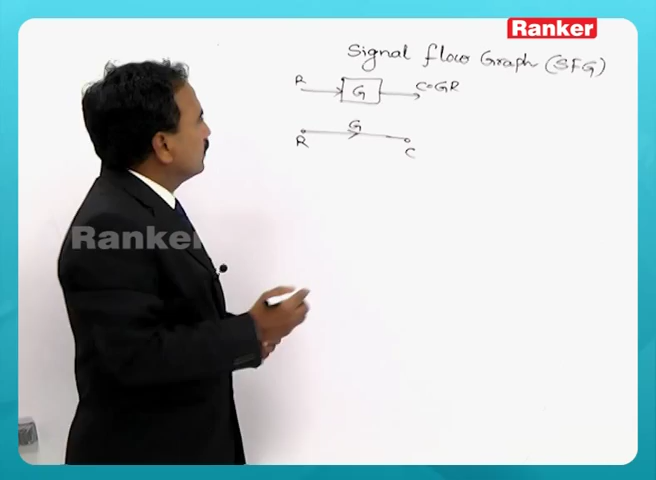 Ranker
Signal flow Graph (SFG)
R G C=GR
G
R C
Ranker